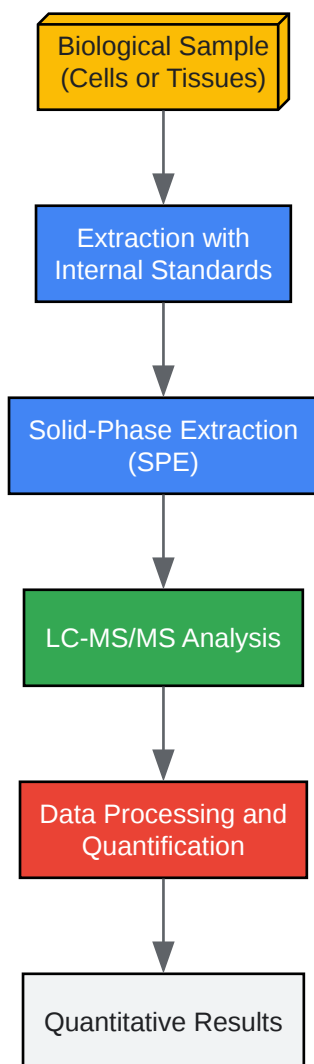 Biological Sample
(Cells or Tissues)
Extraction with
Internal Standards
Solid-Phase Extraction
(SPE)
LC-MS/MS Analysis
Data Processing and
Quantification
Quantitative Results